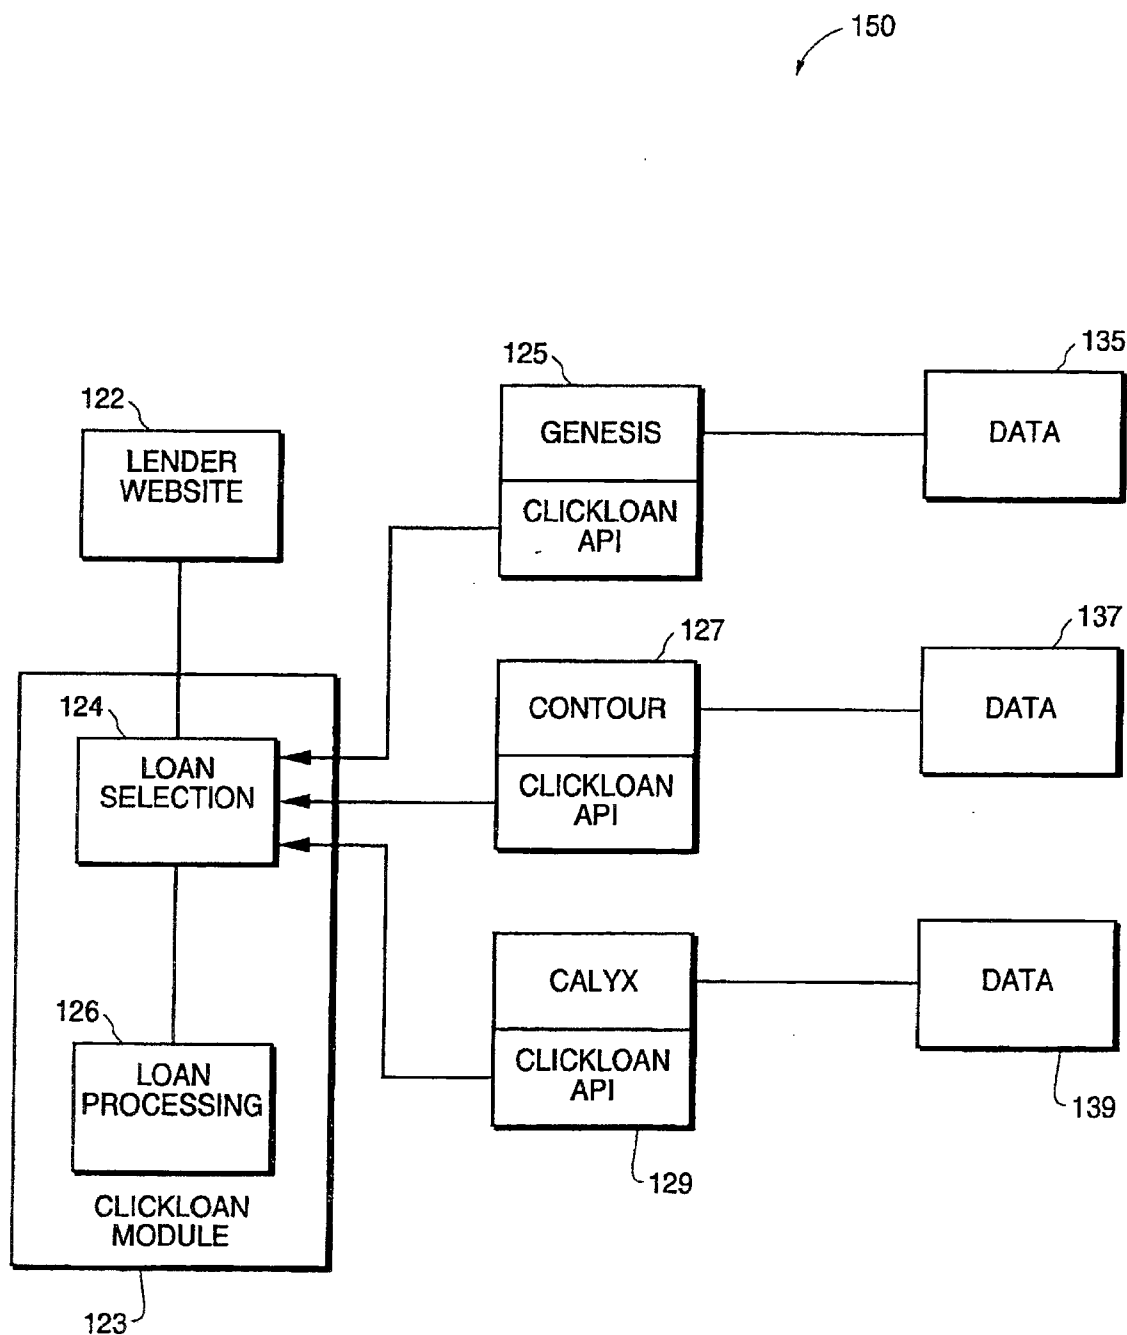 150
125
GENESIS
CLICKLOAN
API
135
DATA
122
LENDER
WEBSITE
127
CONTOUR
CLICKLOAN
API
137
DATA
124
LOAN
SELECTION
CALYX
CLICKLOAN
API
129
DATA
139
126
LOAN
PROCESSING
CLICKLOAN
MODULE
123